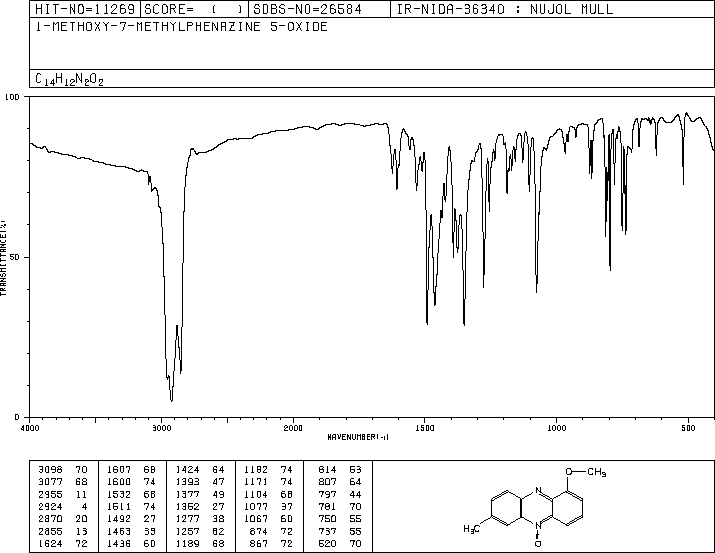 HIT-NO=11269 SCORE= ( ) SDBS-NO=26584 IR-NIDA-36340 : NUJOL MULL
1-METHOXY-7-METHYLPHENAZINE 5-OXIDE
C14H12N2O2
100
50
0
TRANSMITTANCE(%)
4000 3000 2000 1500 1000 500
WAVENUMBER(-1)
3098 70 1607 68 1424 64 1182 74 814 53
3077 68 1600 74 1393 47 1171 74 807 64
2955 11 1532 68 1377 49 1104 68 797 44
2924 4 1511 74 1352 27 1077 37 781 70
2870 20 1492 27 1277 38 1067 60 750 55
2855 13 1463 33 1257 62 874 72 737 55
1624 72 1436 60 1189 68 867 72 520 70
O CH3
N
H3C
N
O